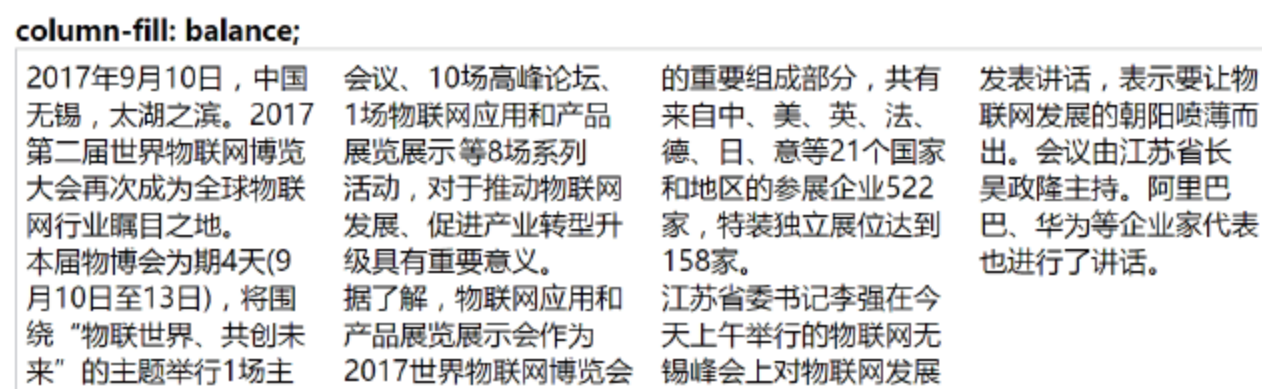 column-fill: balance;
2017年9月10日，中国
无锡，太湖之滨。2017
第二届世界物联网博览
大会再次成为全球物联
网行业瞩目之地。
本届物博会为期4天(9
月10日至13日)，将围
绕“物联世界、共创未
来”的主题举行1场主
会议、10场高峰论坛、
1场物联网应用和产品
展览展示等8场系列
活动，对于推动物联网
发展、促进产业转型升
级具有重要意义。
据了解，物联网应用和
产品展览展示会作为
2017世界物联网博览会
的重要组成部分，共有
来自中、美、英、法、
德、日、意等21个国家
和地区的参展企业522
家，特装独立展位达到
158家。
江苏省委书记李强在今
天上午举行的物联网无
锡峰会上对物联网发展
发表讲话，表示要让物
联网发展的朝阳喷薄而
出。会议由江苏省长
吴政隆主持。阿里巴
巴、华为等企业家代表
也进行了讲话。